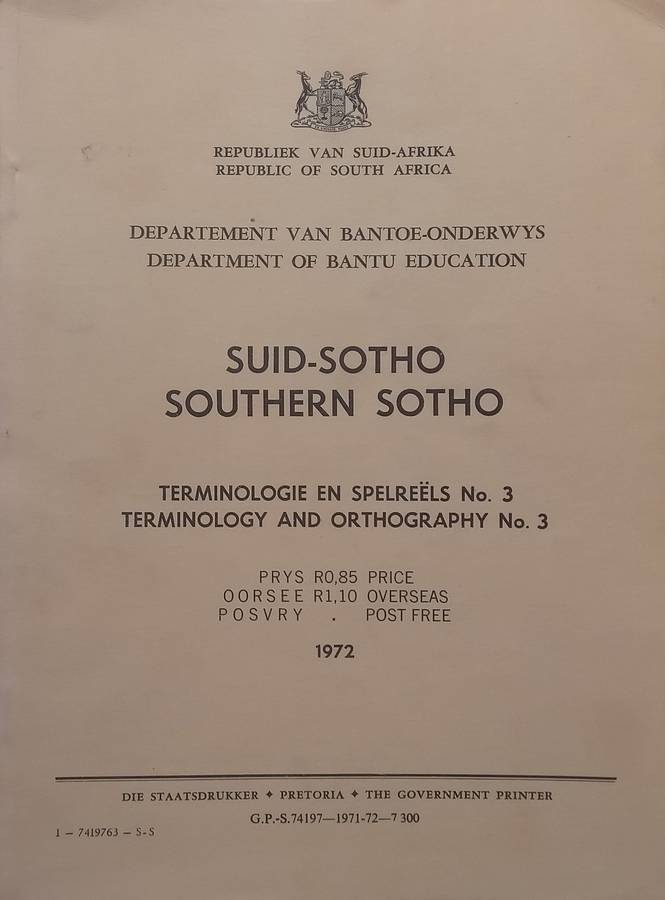 REPUBLIEK VAN SUID-AFRIKA
REPUBLIC OF SOUTH AFRICA
DEPARTEMENT VAN BANTOE-ONDERWYS
DEPARTMENT OF BANTU EDUCATION
SUID-SOTHO
SOUTHERN SOTHO
TERMINOLOGIE EN SPELREËLS No. 3
TERMINOLOGY AND ORTHOGRAPHY No. 3
PRYS R0,85 PRICE
OORSEE R1,10 OVERSEAS
POSVRY . POST FREE
1972
DIE STAATSDRUKKER ✦ PRETORIA ✦ THE GOVERNMENT PRINTER
G.P.-S.74197—1971-72—7 300
1 – 7419763 – S-S